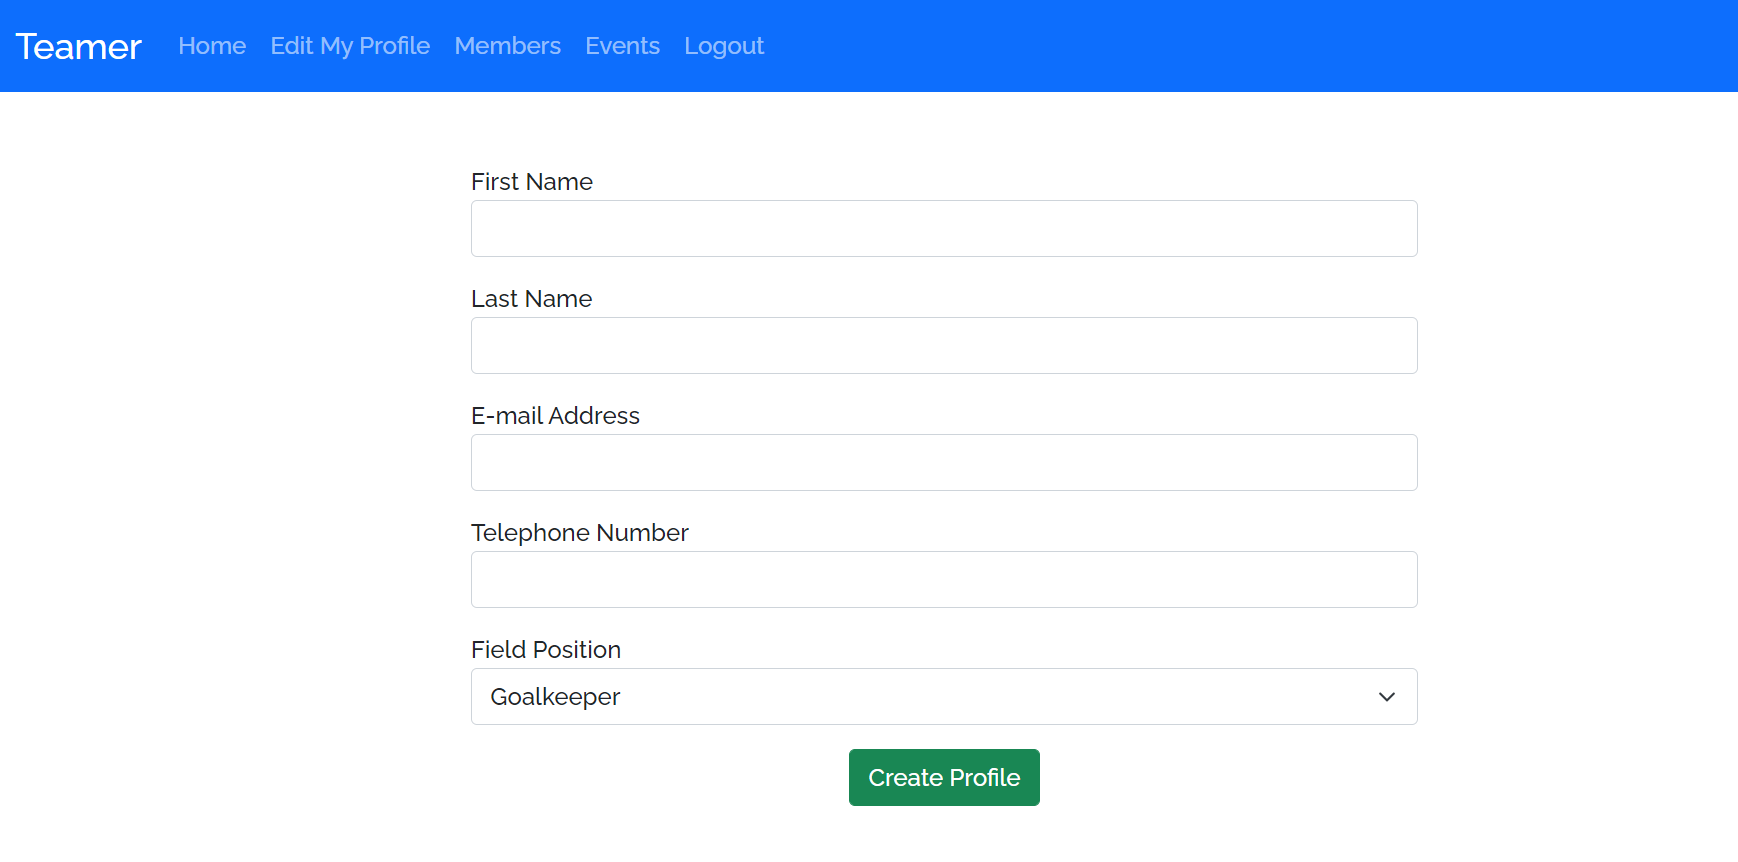 Teamer Home Edit My Profile Members Events Logout
First Name
Last Name
E-mail Address
Telephone Number
Field Position
Goalkeeper
Create Profile